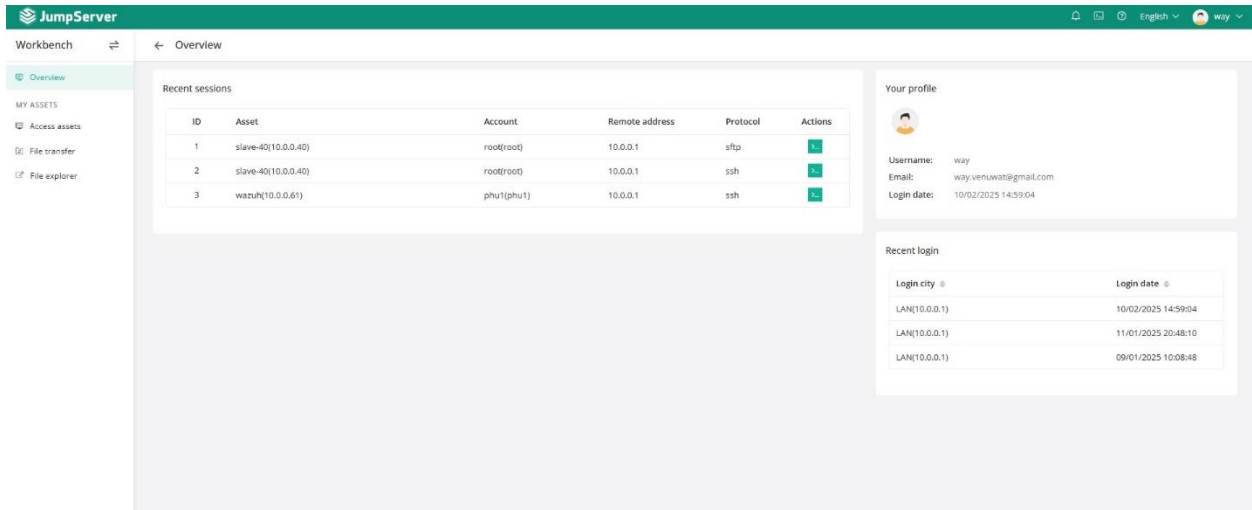 JumpServer
English
way
Workbench
Overview
MY ASSETS
Access assets
File transfer
File explorer
← Overview
Recent sessions
ID Asset Account Remote address Protocol Actions
1 slave-40(10.0.0.40) root(root) 10.0.0.1 sftp
2 slave-40(10.0.0.40) root(root) 10.0.0.1 ssh
3 wazuh(10.0.0.61) phu1(phu1) 10.0.0.1 ssh
Your profile
Username: way
Email: way.venuwat@gmail.com
Login date: 10/02/2025 14:59:04
Recent login
Login city Login date
LAN(10.0.0.1) 10/02/2025 14:59:04
LAN(10.0.0.1) 11/01/2025 20:48:10
LAN(10.0.0.1) 09/01/2025 10:08:48